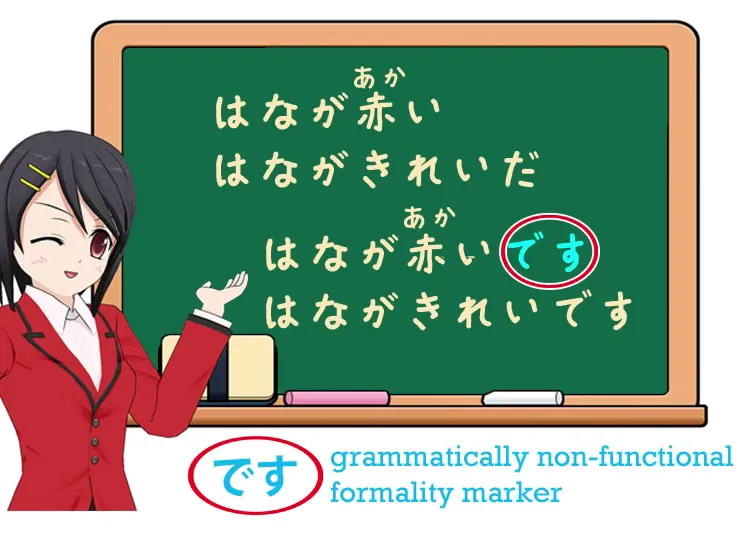 あか
はなが赤い
はながきれいだ
あか
はなが赤いです
はながきれいです
です grammatically non-functional
formality marker